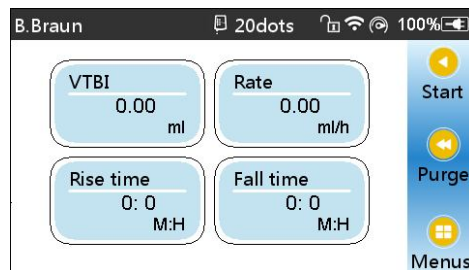 B.Braun 20dots 100%
VTBI
0.00
ml
Rate
0.00
ml/h
Rise time
0: 0
M:H
Fall time
0: 0
M:H
Start
Purge
Menus